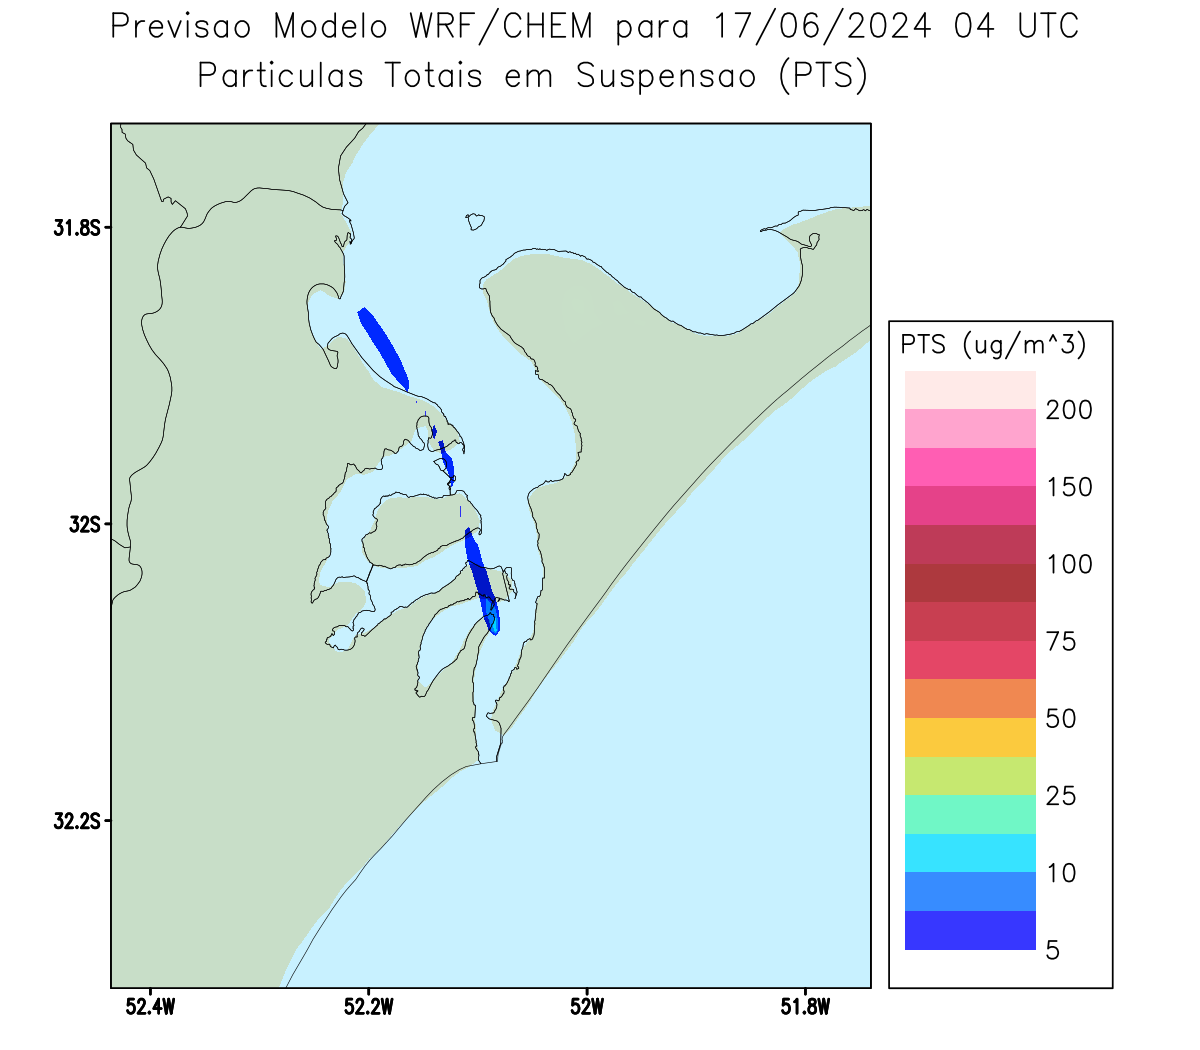 Previsao Modelo WRF/CHEM para 17/06/2024 04 UTC
Particulas Totais em Suspensao (PTS)
31.8S
32S
32.2S
52.4W
52.2W
52W
51.8W
PTS (ug/m^3)
200
150
100
75
50
25
10
5